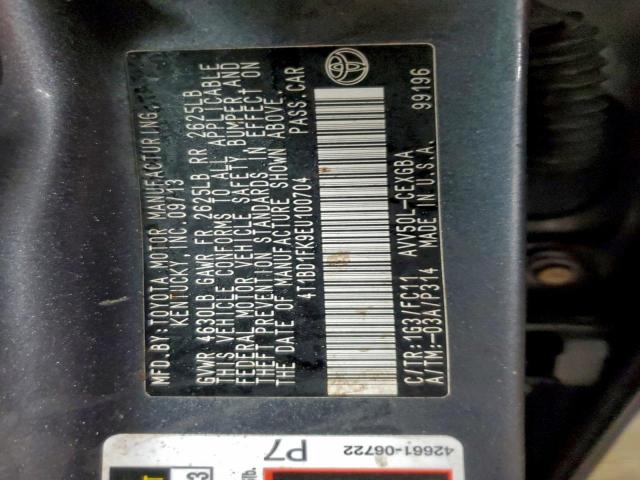 MFD.BY:TOYOTA MOTOR MANUFACTURING,
KENTUCKY, INC. 09/13
GVWR 4630LB GAWR FR 2625LB RR 2625LB
THIS VEHICLE CONFORMS TO ALL APPLICABLE
FEDERAL MOTOR VEHICLE SAFETY, BUMPER, AND
THEFT PREVENTION STANDARDS IN EFFECT ON
THE DATE OF MANUFACTURE SHOWN ABOVE.
4T1BD1FK9EU100704 PASS.CAR
C/TR:1G3/FC11 AVV50L-PEXGBA
A/TM:-03A/P314 MADE IN U.S.A. 99196
42661-06722
P7